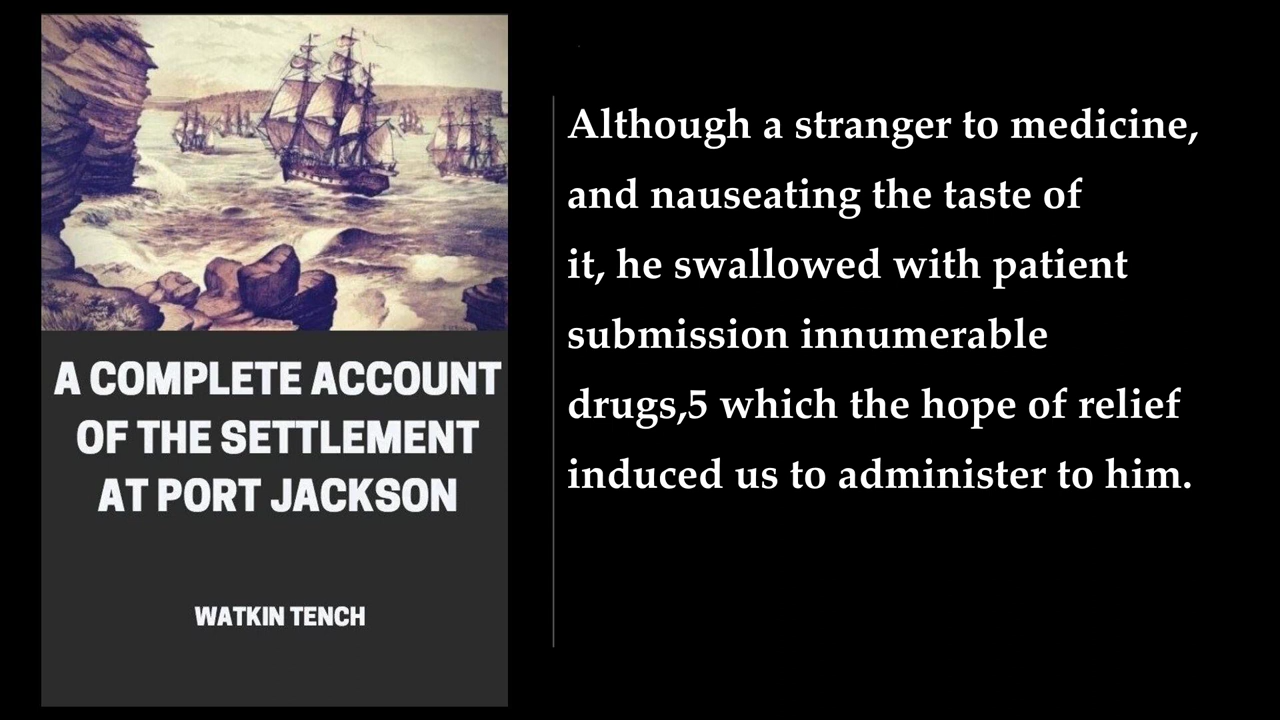 A COMPLETE ACCOUNT
OF THE SETTLEMENT
AT PORT JACKSON
WATKIN TENCH
Although a stranger to medicine,
and nauseating the taste of
it, he swallowed with patient
submission innumerable
drugs,5 which the hope of relief
induced us to administer to him.